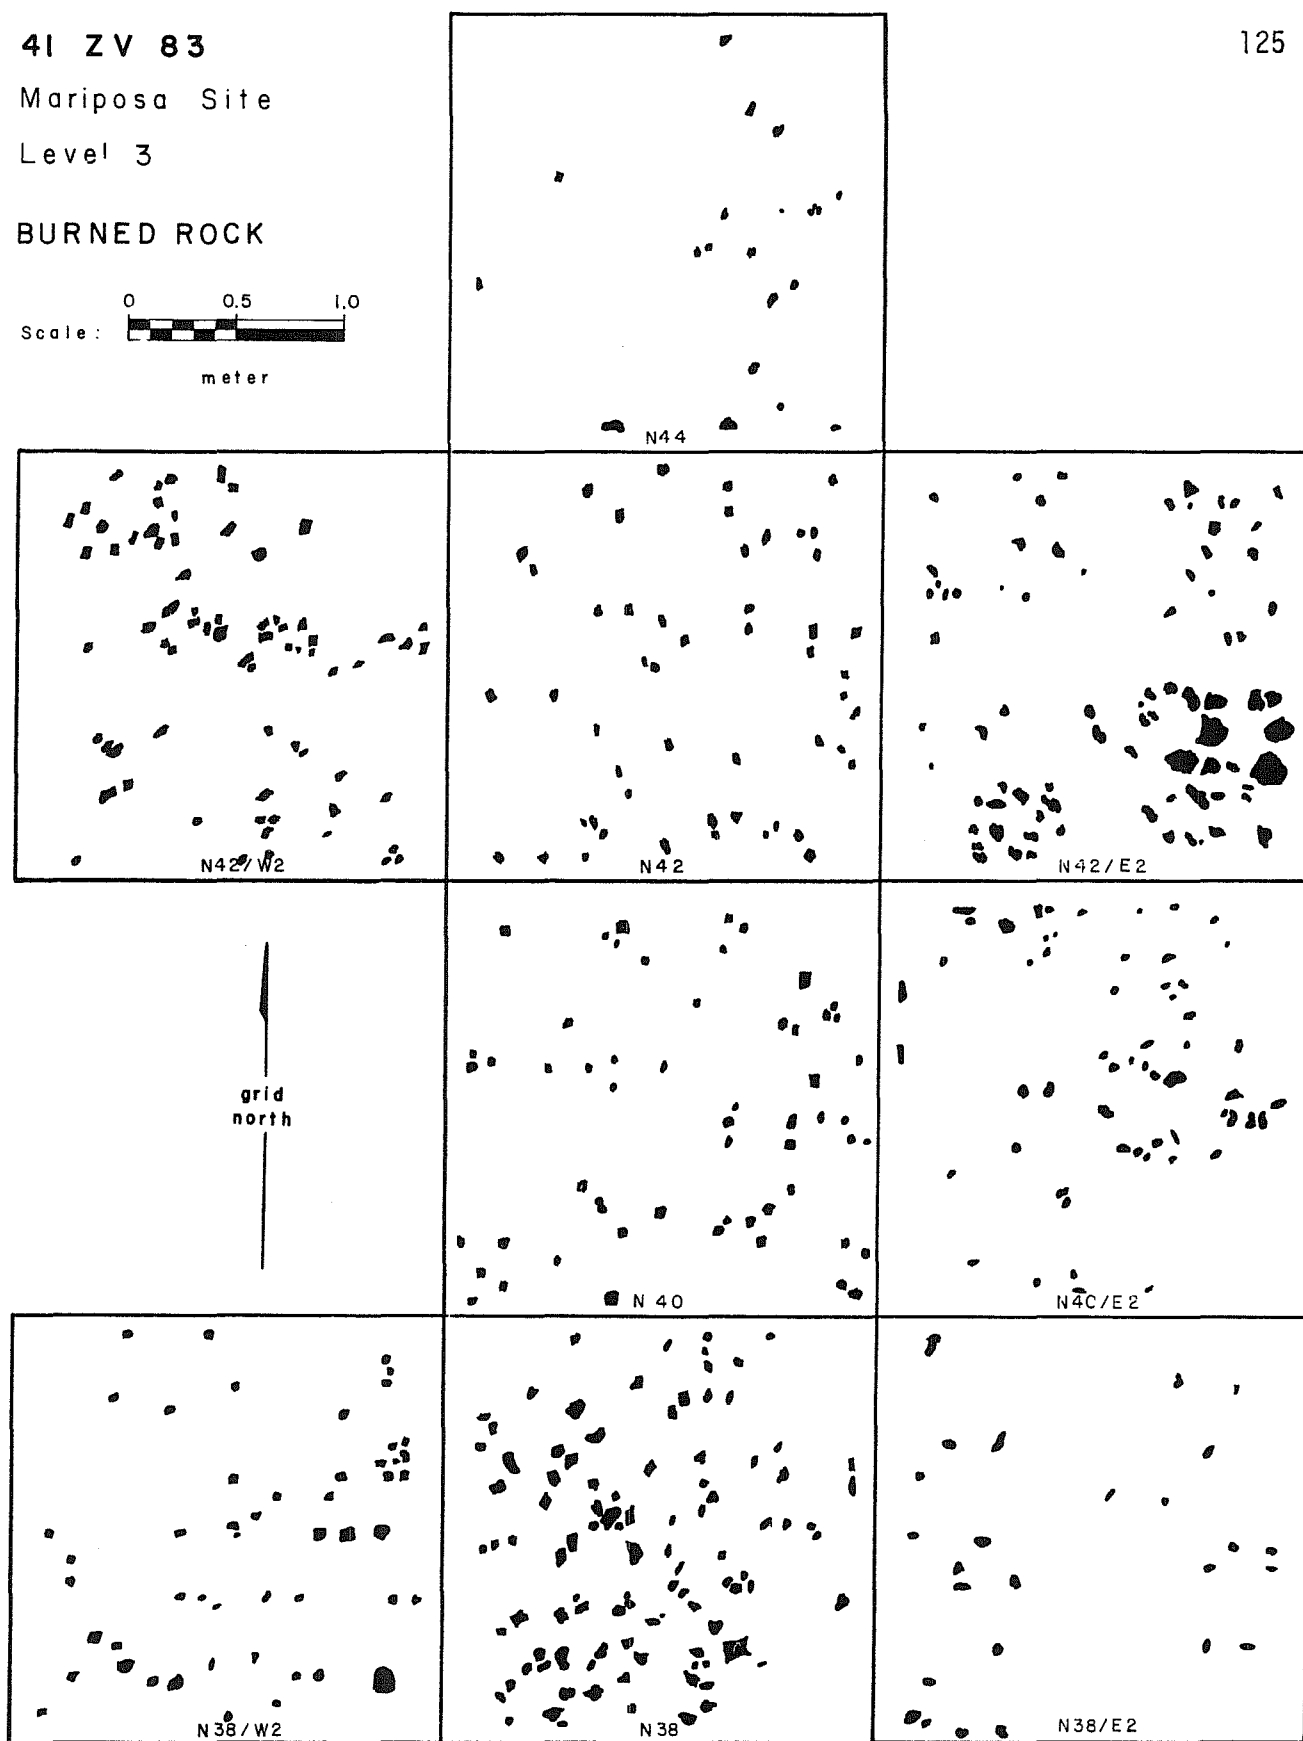 41 ZV 83
125
Mariposa Site
Level 3
BURNED ROCK
0 0.5 1.0
Scale:
meter
N44
N42/W2
N42
N42/E2
grid
north
N 40
N4C/E2
N38/W2
N38
N38/E2